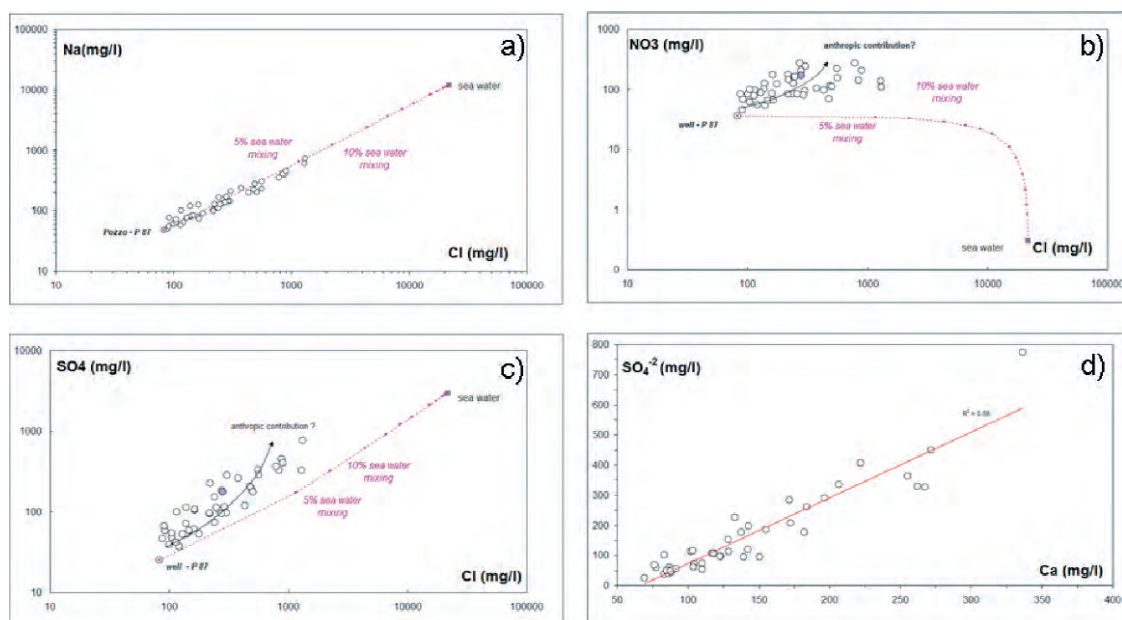 a)
Na(mg/l)
100000
10000
1000
100
10
sea water
5% sea water
mixing
10% sea water
mixing
Pozzo - P 87
Cl (mg/l)
10 100 1000 10000 100000
b)
NO3 (mg/l)
1000
100
10
1
0
anthropic contribution?
10% sea water
mixing
well - P 87
5% sea water
mixing
sea water
Cl (mg/l)
10 100 1000 10000 100000
c)
SO4 (mg/l)
10000
1000
100
10
sea water
anthropic contribution ?
10% sea water
mixing
5% sea water
mixing
well - P 87
Cl (mg/l)
10 100 1000 10000 100000
d)
SO4-2 (mg/l)
800
700
600
500
400
300
200
100
0
Ca (mg/l)
50 100 150 200 250 300 350 400